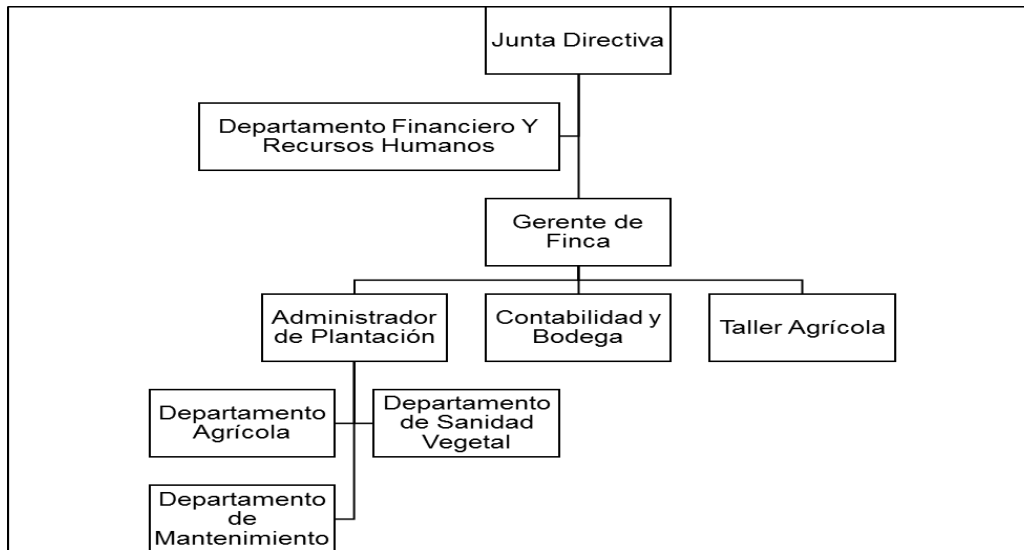 Junta Directiva
Departamento Financiero Y
Recursos Humanos
Gerente de
Finca
Administrador
de Plantación
Contabilidad y
Bodega
Taller Agrícola
Departamento
Agrícola
Departamento
de Sanidad
Vegetal
Departamento
de
Mantenimiento